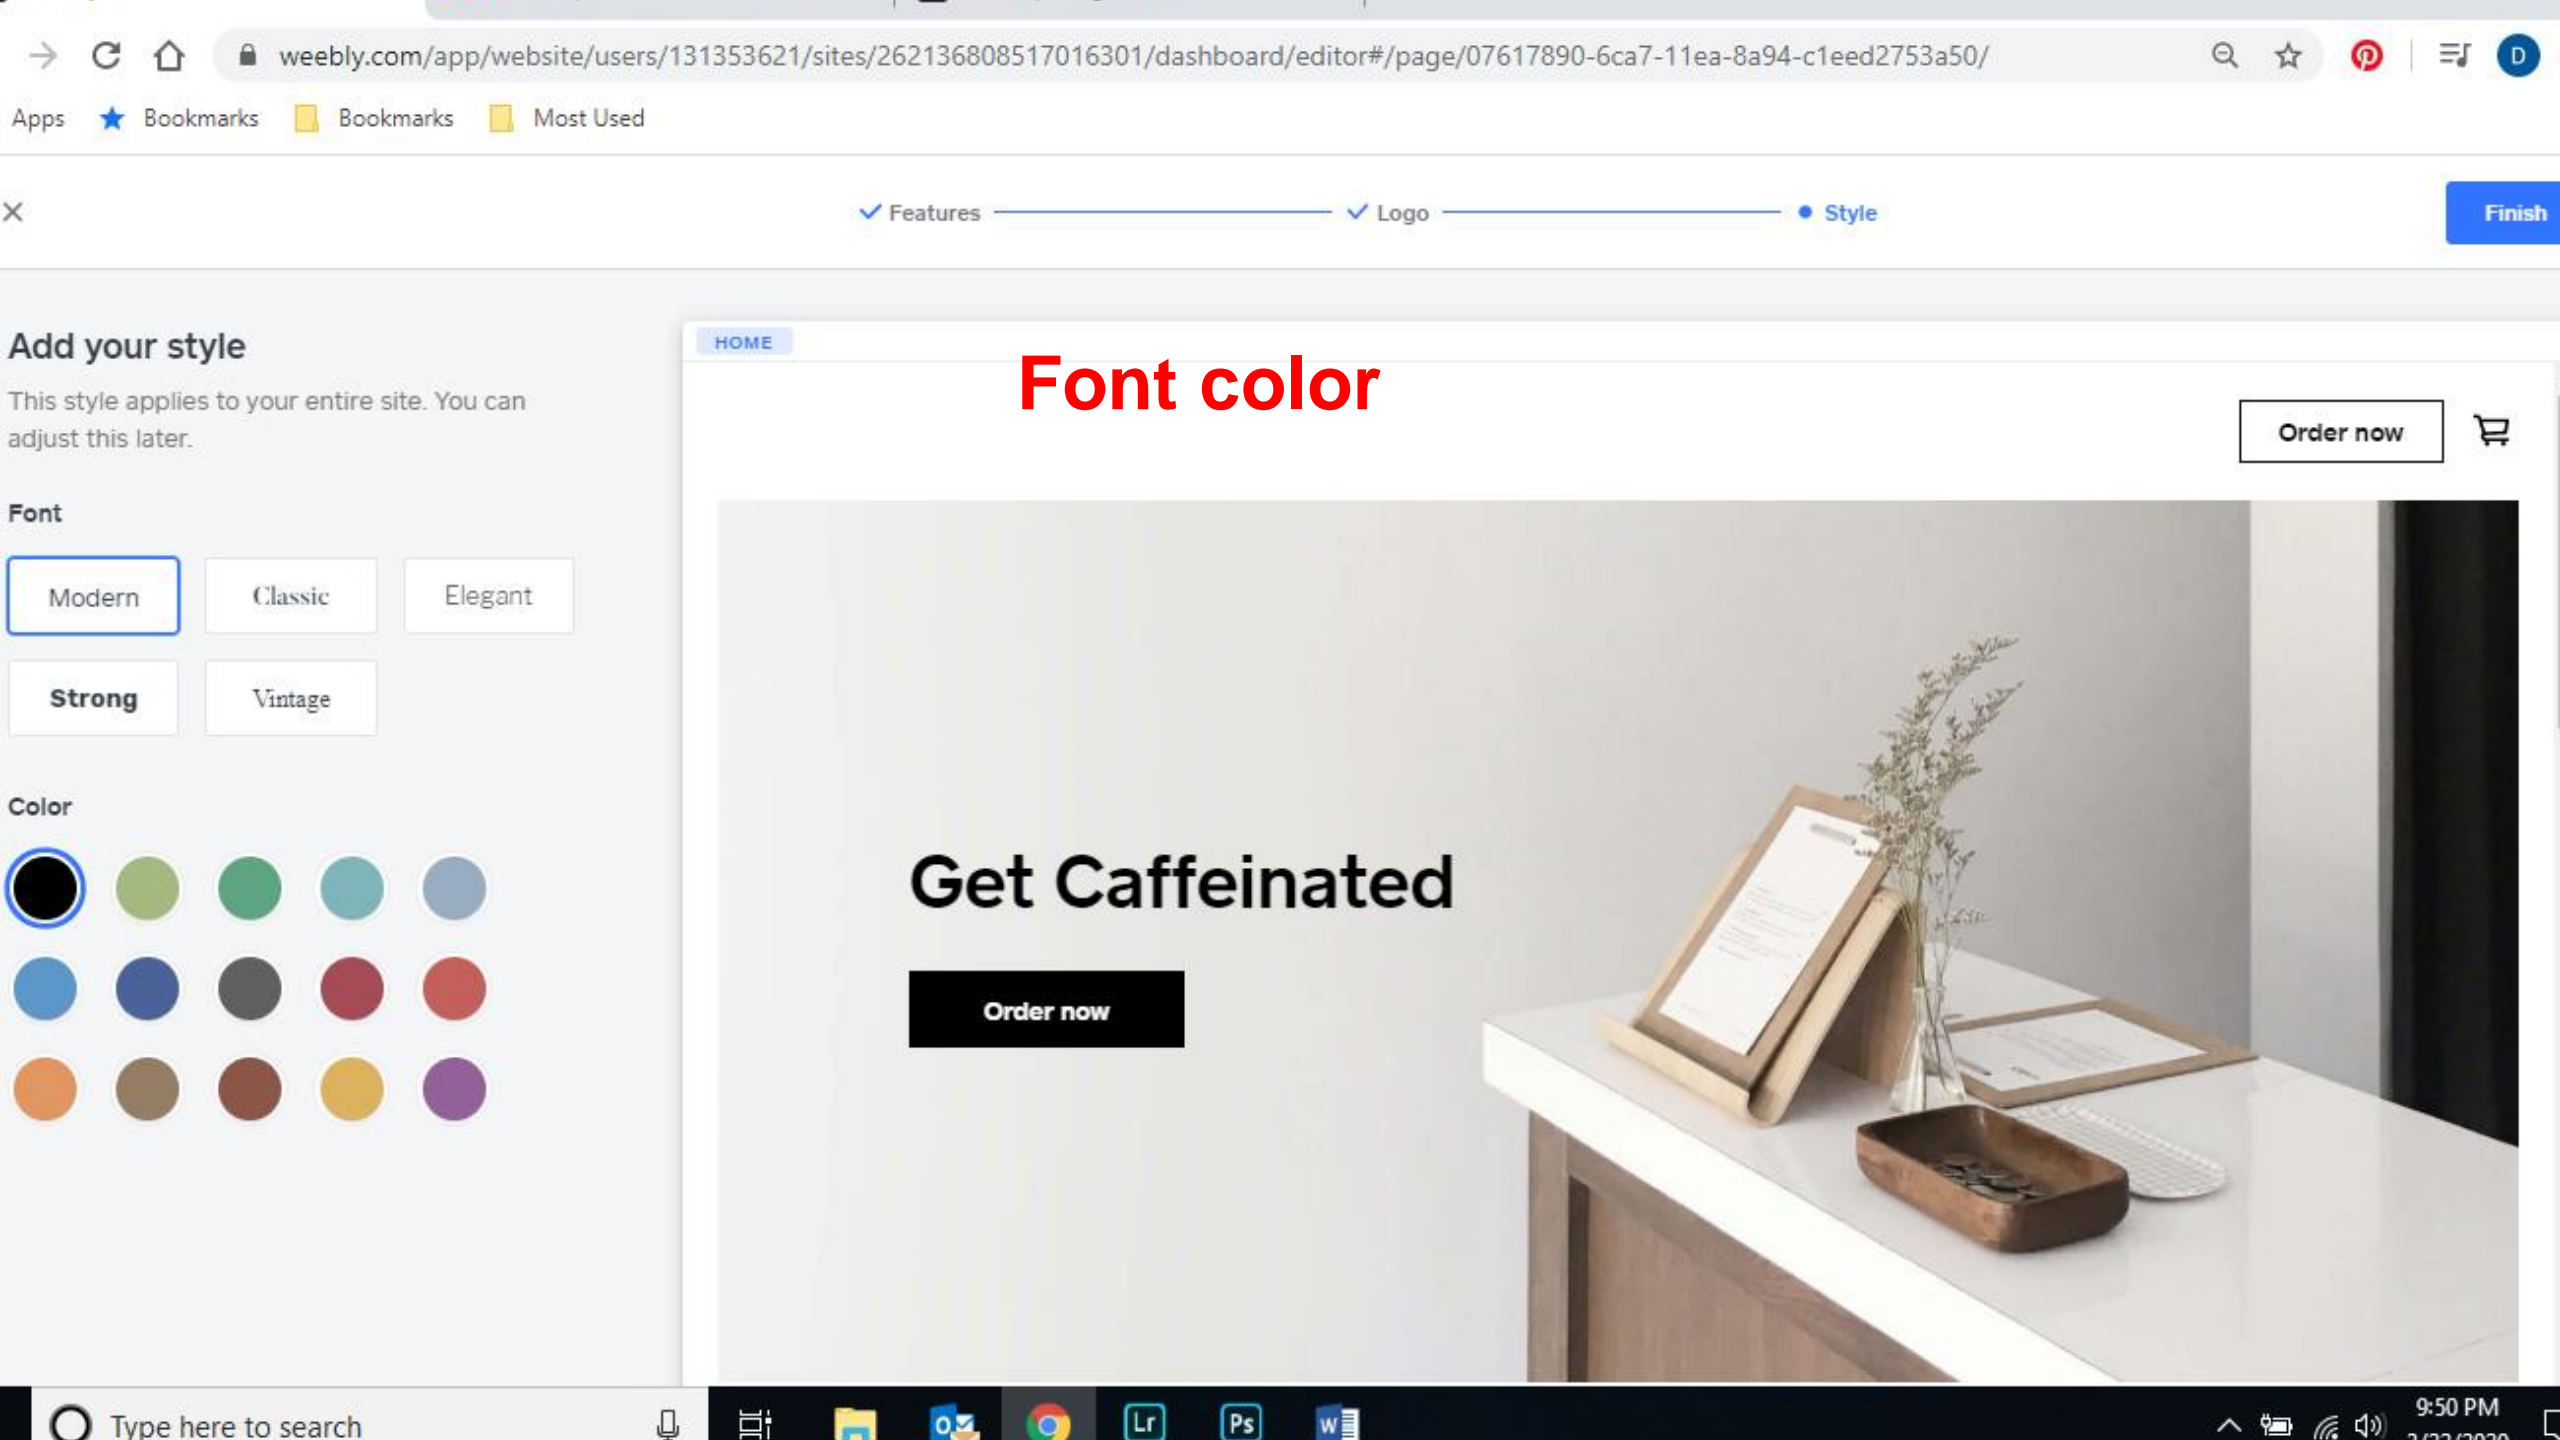 weebly.com/app/website/users/131353621/sites/262136808517016301/dashboard/editor#/page/07617890-6ca7-11ea-8a94-c1eed2753a50/
D
Apps Bookmarks Bookmarks Most Used
Features Logo Style Finish
Add your style
This style applies to your entire site. You can
adjust this later.
Font
Modern Classic Elegant
Strong Vintage
Color
HOME
Font color
Order now
Get Caffeinated
Order now
Type here to search
Lr Ps
9:50 PM